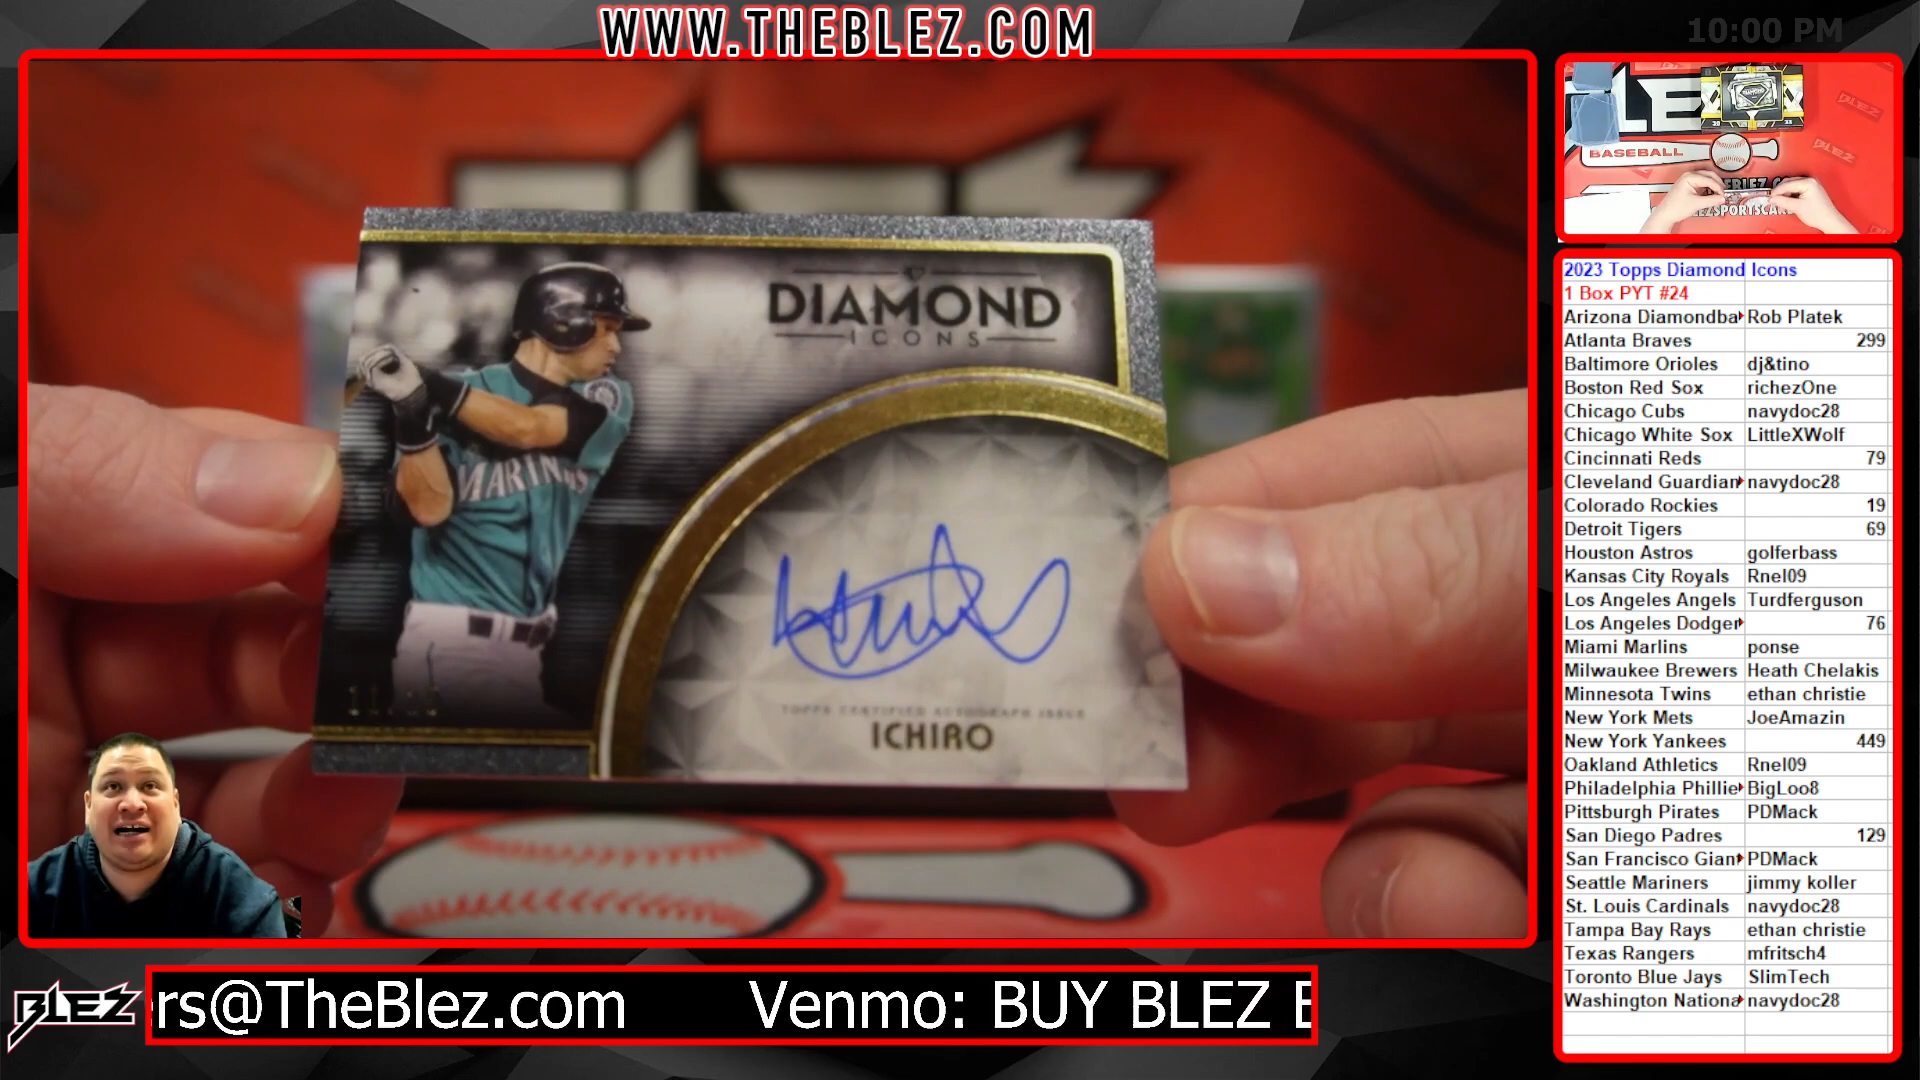 WWW.THEBLEZ.COM
10:00 PM
DIAMOND
ICONS
MARINERS
TOPPS CERTIFIED AUTOGRAPH ISSUE
ICHIRO
BASEBALL
BLEZ
BLEZ
DIAMOND
2023 Topps Diamond Icons
1 Box PYT #24
Arizona Diamondba Rob Platek
Atlanta Braves 299
Baltimore Orioles dj&tino
Boston Red Sox richezOne
Chicago Cubs navydoc28
Chicago White Sox LittleXWolf
Cincinnati Reds 79
Cleveland Guardian navydoc28
Colorado Rockies 19
Detroit Tigers 69
Houston Astros golferbass
Kansas City Royals Rnel09
Los Angeles Angels Turdferguson
Los Angeles Dodger 76
Miami Marlins ponse
Milwaukee Brewers Heath Chelakis
Minnesota Twins ethan christie
New York Mets JoeAmazin
New York Yankees 449
Oakland Athletics Rnel09
Philadelphia Phillie BigLoo8
Pittsburgh Pirates PDMack
San Diego Padres 129
San Francisco Gian PDMack
Seattle Mariners jimmy koller
St. Louis Cardinals navydoc28
Tampa Bay Rays ethan christie
Texas Rangers mfritsch4
Toronto Blue Jays SlimTech
Washington Nationa navydoc28
BLEZ
rs@TheBlez.com Venmo: BUY BLEZ